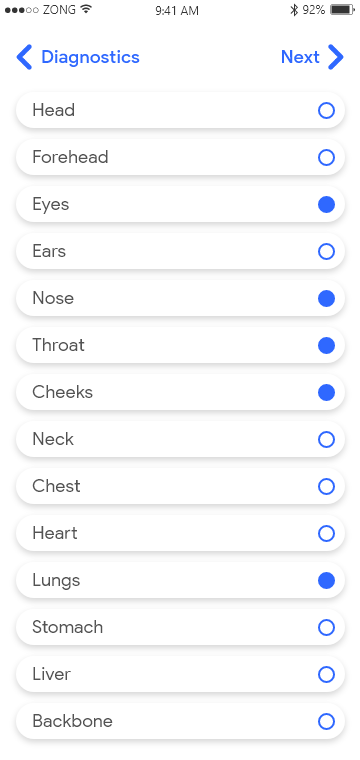 ZONG 9:41 AM 92%
Diagnostics Next
Head
Forehead
Eyes
Ears
Nose
Throat
Cheeks
Neck
Chest
Heart
Lungs
Stomach
Liver
Backbone